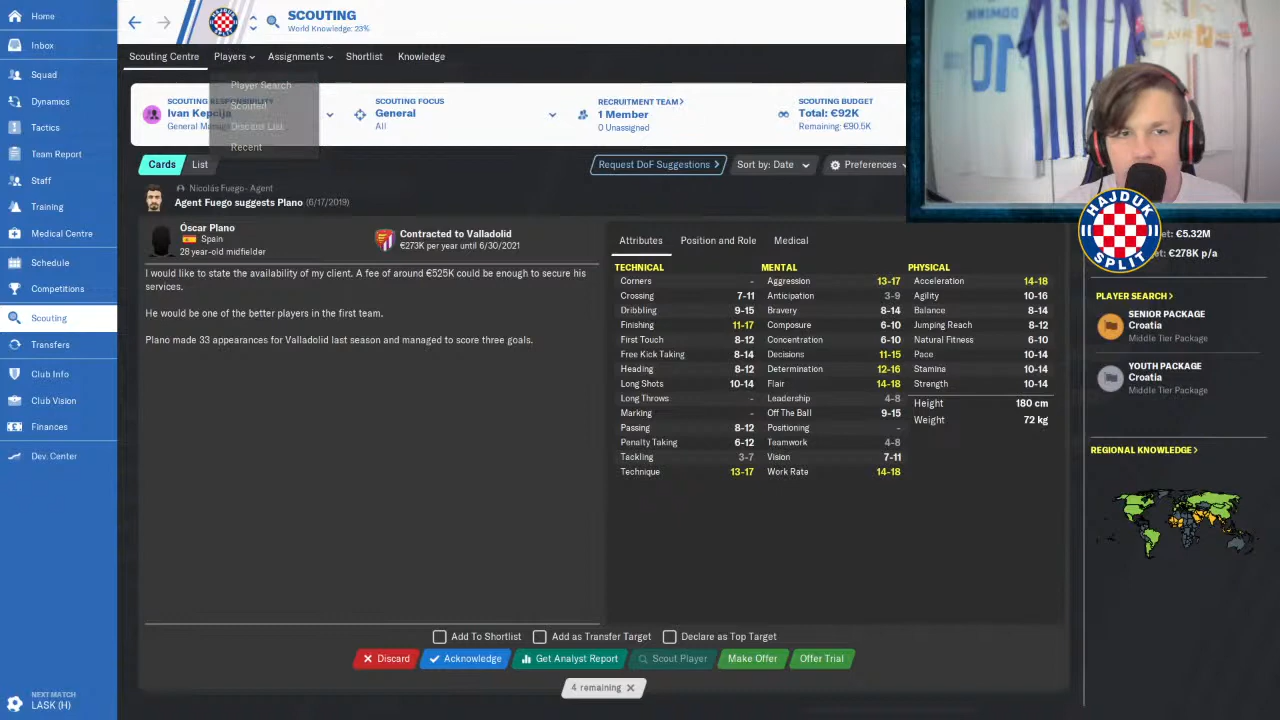 Home
Inbox
Squad
Dynamics
Tactics
Team Report
Staff
Training
Medical Centre
Schedule
Competitions
Scouting
Transfers
Club Info
Club Vision
Finances
Dev. Center
NEXT MATCH
LASK (H)
SCOUTING
World Knowledge: 23%
Scouting Centre
Players
Assignments
Shortlist
Knowledge
Player Search
Scouted
Discard List
Recent
SCOUTING RESPONSIBILITY
Ivan Kepcija
General Manager
SCOUTING FOCUS
General
All
RECRUITMENT TEAM >
1 Member
0 Unassigned
SCOUTING BUDGET
Total: €92K
Remaining: €90.5K
Cards
List
Request DoF Suggestions >
Sort by: Date
Preferences
Nicolás Fuego - Agent
Agent Fuego suggests Plano (6/17/2019)
Óscar Plano
Spain
28 year-old midfielder
Contracted to Valladolid
€273K per year until 6/30/2021
I would like to state the availability of my client. A fee of around €525K could be enough to secure his
services.
He would be one of the better players in the first team.
Plano made 33 appearances for Valladolid last season and managed to score three goals.
Attributes
Position and Role
Medical
TECHNICAL
Corners -
Crossing 7-11
Dribbling 9-15
Finishing 11-17
First Touch 8-12
Free Kick Taking 8-14
Heading 8-12
Long Shots 10-14
Long Throws -
Marking -
Passing 8-12
Penalty Taking 6-12
Tackling 3-7
Technique 13-17
MENTAL
Aggression 13-17
Anticipation 3-9
Bravery 8-14
Composure 6-10
Concentration 6-10
Decisions 11-15
Determination 12-16
Flair 14-18
Leadership 4-8
Off The Ball 9-15
Positioning -
Teamwork 4-8
Vision 7-11
Work Rate 14-18
PHYSICAL
Acceleration 14-18
Agility 10-16
Balance 8-14
Jumping Reach 8-12
Natural Fitness 6-10
Pace 10-14
Stamina 10-14
Strength 10-14
Height 180 cm
Weight 72 kg
Add To Shortlist
Add as Transfer Target
Declare as Top Target
Discard
Acknowledge
Get Analyst Report
Scout Player
Make Offer
Offer Trial
4 remaining
DOMINIK
10
HAJDUK
SPLIT
et: €5.32M
get: €278K p/a
PLAYER SEARCH >
SENIOR PACKAGE
Croatia
Middle Tier Package
YOUTH PACKAGE
Croatia
Middle Tier Package
REGIONAL KNOWLEDGE >